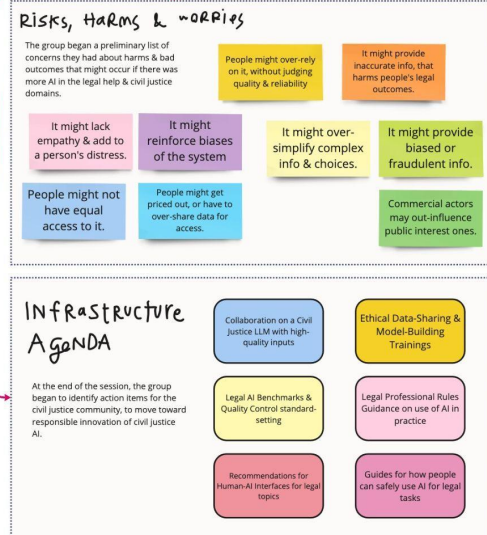 Risks, Harms & worries
The group began a preliminary list of
concerns they had about harms & bad
outcomes that might occur if there was
more AI in the legal help & civil justice
domains.
People might over-rely
on it, without judging
quality & reliability
It might provide
inaccurate info, that
harms people's legal
outcomes.
It might lack
empathy & add to
a person's distress.
It might
reinforce biases
of the system
It might over-
simplify complex
info & choices.
It might provide
biased or
fraudulent info.
People might not
have equal
access to it.
People might get
priced out, or have to
over-share data for
access.
Commercial actors
may out-influence
public interest ones.
Infrastructure
Agenda
At the end of the session, the group
began to identify action items for the
civil justice community, to move toward
responsible innovation of civil justice
AI.
Collaboration on a Civil
Justice LLM with high-
quality inputs
Ethical Data-Sharing &
Model-Building
Trainings
Legal AI Benchmarks &
Quality Control standard-
setting
Legal Professional Rules
Guidance on use of AI in
practice
Recommendations for
Human-AI Interfaces for legal
topics
Guides for how people
can safely use AI for legal
tasks